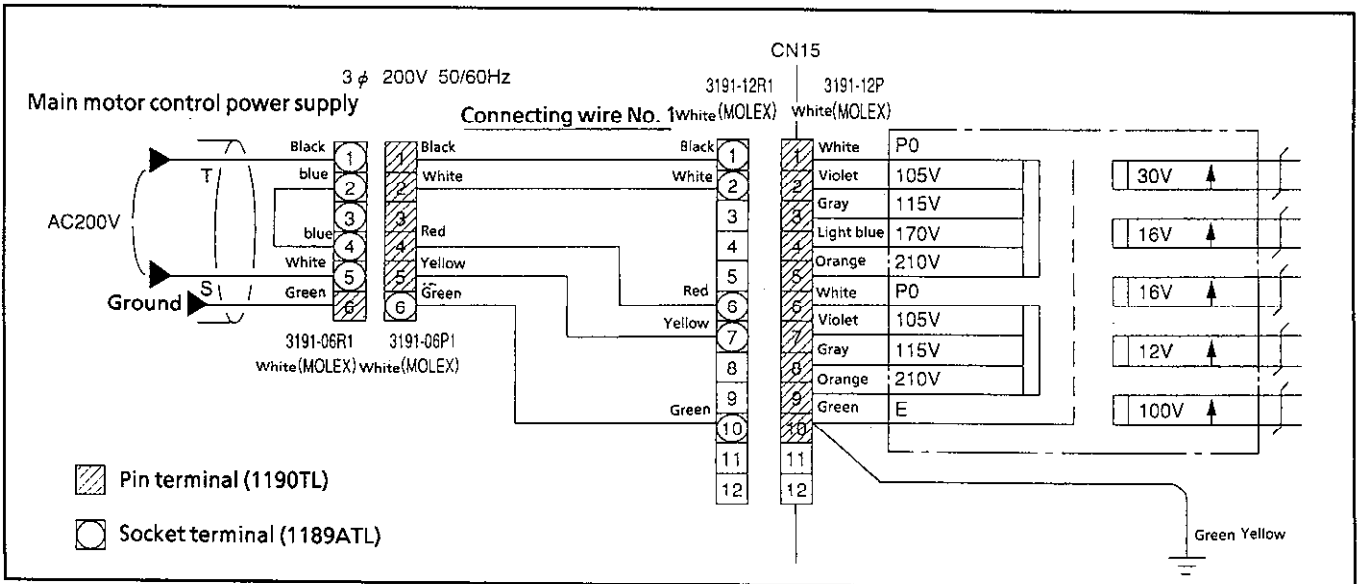 CN15
3 ϕ 200V 50/60Hz
3191-12R1 3191-12P
Main motor control power supply
Connecting wire No. 1 White (MOLEX) White (MOLEX)
Black 1 1 Black Black 1 1 White P0
T blue 2 2 White White 2 2 Violet 105V 30V
3 3 3 3 Gray 115V
AC200V blue 4 4 Red 4 4 Light blue 170V 16V
White 5 5 Yellow 5 5 Orange 210V
S Green 6 6 Green Red 6 6 White P0 16V
Ground
Yellow 7 7 Violet 105V
3191-06R1 3191-06P1
White (MOLEX) White (MOLEX)
8 8 Gray 115V 12V
9 9 Orange 210V
Green 10 10 Green E 100V
11 11
12 12
Pin terminal (1190TL)
Socket terminal (1189ATL)
Green Yellow